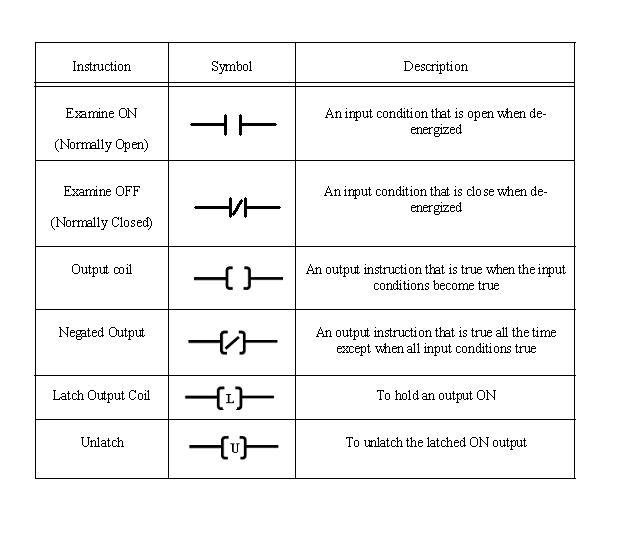 Instruction
Symbol
Description
Examine ON
(Normally Open)
An input condition that is open when de-
energized
Examine OFF
(Normally Closed)
An input condition that is close when de-
energized
Output coil
An output instruction that is true when the input
conditions become true
Negated Output
An output instruction that is true all the time
except when all input conditions true
Latch Output Coil
L
To hold an output ON
Unlatch
U
To unlatch the latched ON output